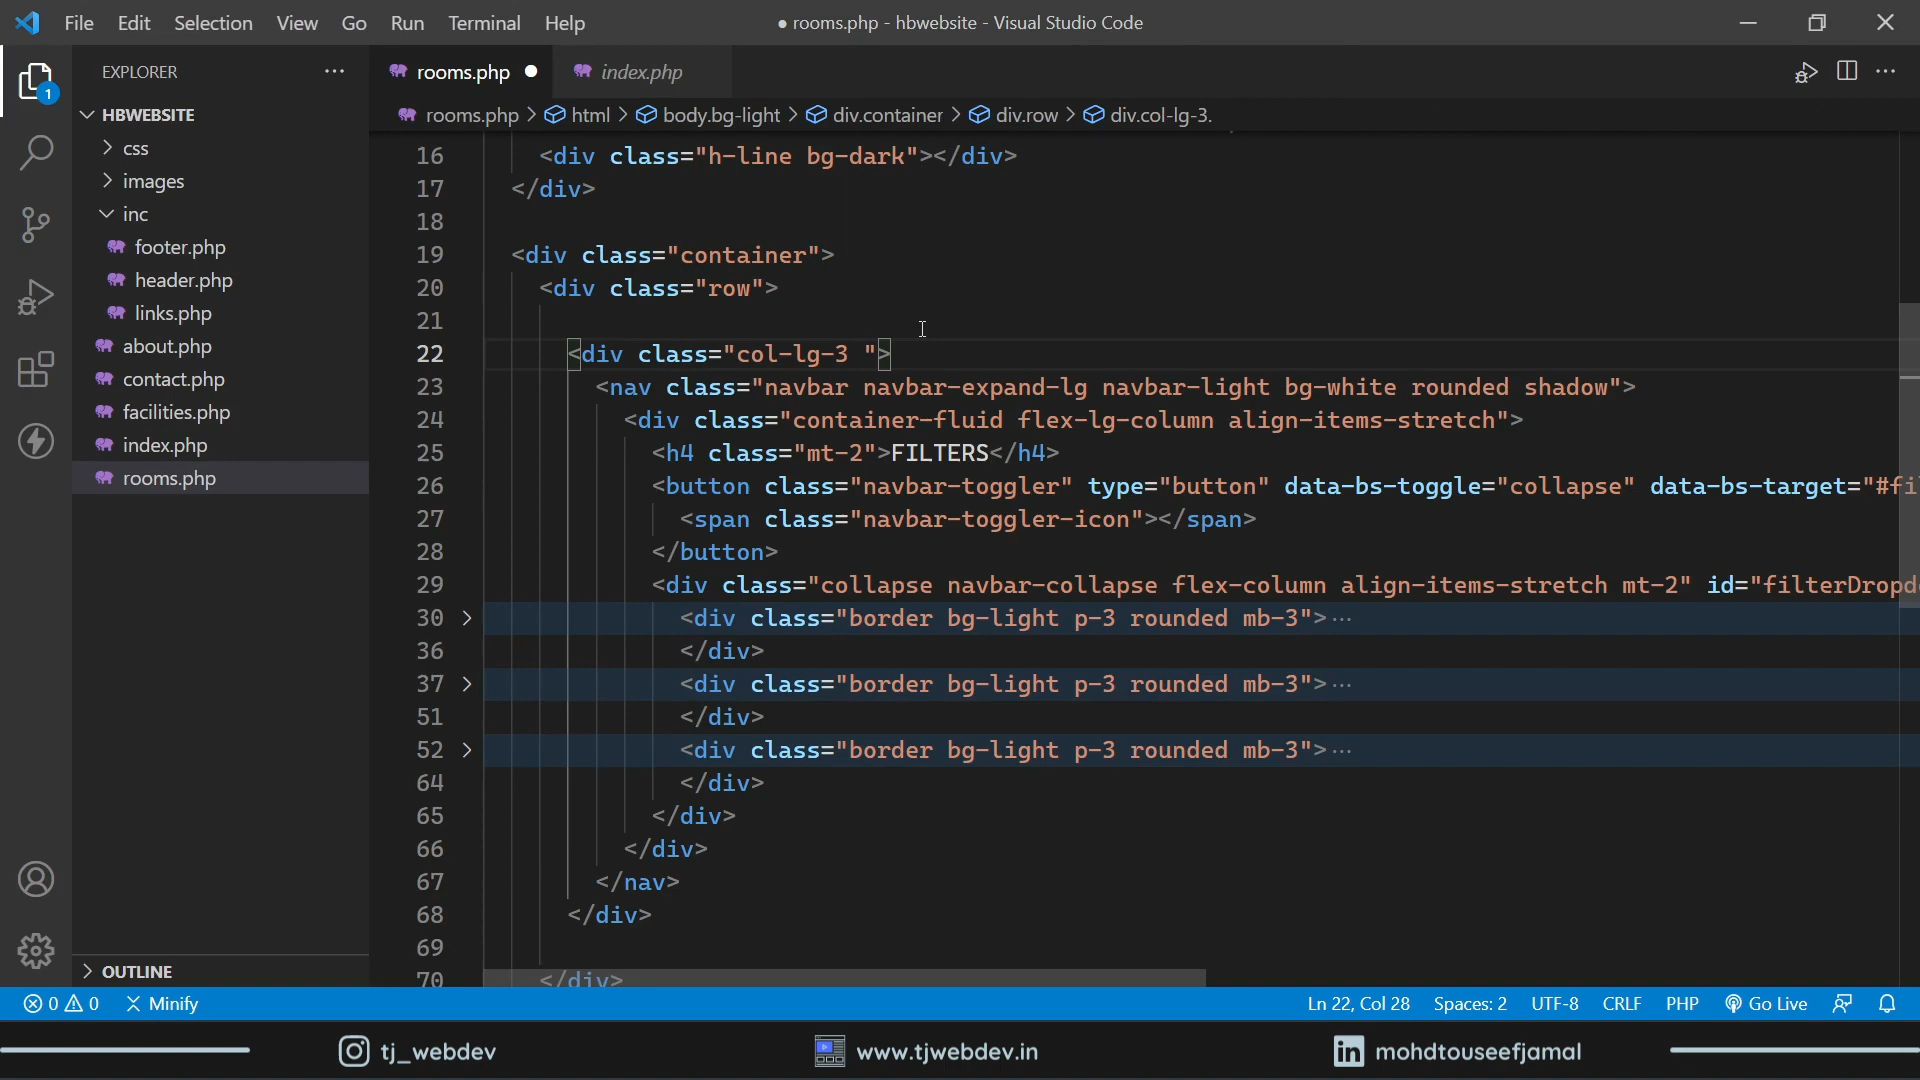 File Edit Selection View Go Run Terminal Help
● rooms.php - hbwebsite - Visual Studio Code
EXPLORER
rooms.php
index.php
HBWEBSITE
rooms.php > html > body.bg-light > div.container > div.row > div.col-lg-3.
css
images
inc
footer.php
header.php
links.php
about.php
contact.php
facilities.php
index.php
rooms.php
OUTLINE
1
16 <div class="h-line bg-dark"></div>
17 </div>
18
19 <div class="container">
20 <div class="row">
21
22 <div class="col-lg-3 ">
23 <nav class="navbar navbar-expand-lg navbar-light bg-white rounded shadow">
24 <div class="container-fluid flex-lg-column align-items-stretch">
25 <h4 class="mt-2">FILTERS</h4>
26 <button class="navbar-toggler" type="button" data-bs-toggle="collapse" data-bs-target="#fi
27 <span class="navbar-toggler-icon"></span>
28 </button>
29 <div class="collapse navbar-collapse flex-column align-items-stretch mt-2" id="filterDropd
30 <div class="border bg-light p-3 rounded mb-3">···
36 </div>
37 <div class="border bg-light p-3 rounded mb-3">···
51 </div>
52 <div class="border bg-light p-3 rounded mb-3">···
64 </div>
65 </div>
66 </div>
67 </nav>
68 </div>
69
70 </div>
0 0 Minify
Ln 22, Col 28 Spaces: 2 UTF-8 CRLF PHP Go Live
tj_webdev
www.tjwebdev.in
in mohdtouseefjamal